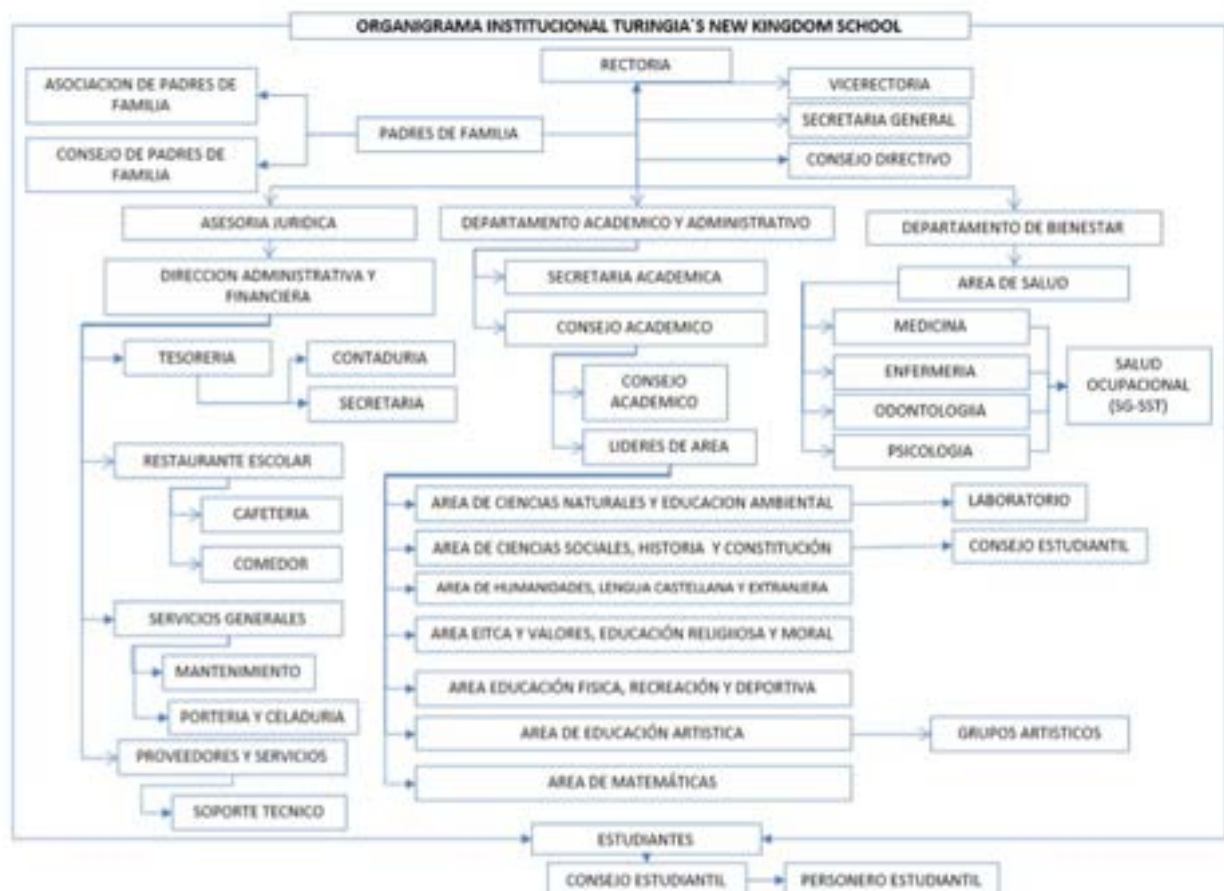 ORGANIGRAMA INSTITUCIONAL TURINGIA´S NEW KINGDOM SCHOOL
RECTORIA
ASOCIACION DE PADRES DE
FAMILIA
VICERECTORIA
SECRETARIA GENERAL
PADRES DE FAMILIA
CONSEJO DE PADRES DE
FAMILIA
CONSEJO DIRECTIVO
ASESORIA JURIDICA
DEPARTAMENTO ACADEMICO Y ADMINISTRATIVO
DEPARTAMENTO DE BIENESTAR
DIRECCION ADMINISTRATIVA Y
FINANCIERA
SECRETARIA ACADEMICA
AREA DE SALUD
CONSEJO ACADEMICO
MEDICINA
TESORERIA
CONTADURIA
SECRETARIA
CONSEJO
ACADEMICO
ENFERMERIA
SALUD
OCUPACIONAL
(SG-SST)
ODONTOLOGIIA
LIDERES DE AREA
PSICOLOGIA
RESTAURANTE ESCOLAR
CAFETERIA
COMEDOR
AREA DE CIENCIAS NATURALES Y EDUCACION AMBIENTAL
LABORATORIO
AREA DE CIENCIAS SOCIALES, HISTORIA Y CONSTITUCIÓN
CONSEJO ESTUDIANTIL
AREA DE HUMANIDADES, LENGUA CASTELLANA Y EXTRANJERA
SERVICIOS GENERALES
AREA EITCA Y VALORES, EDUCACIÓN RELIGIIOSA Y MORAL
MANTENIMIENTO
AREA EDUCACIÓN FISICA, RECREACIÓN Y DEPORTIVA
PORTERIA Y CELADURIA
AREA DE EDUCACIÓN ARTISTICA
GRUPOS ARTISTICOS
PROVEEDORES Y SERVICIOS
AREA DE MATEMÁTICAS
SOPORTE TECNICO
ESTUDIANTES
CONSEJO ESTUDIANTIL
PERSONERO ESTUDIANTIL